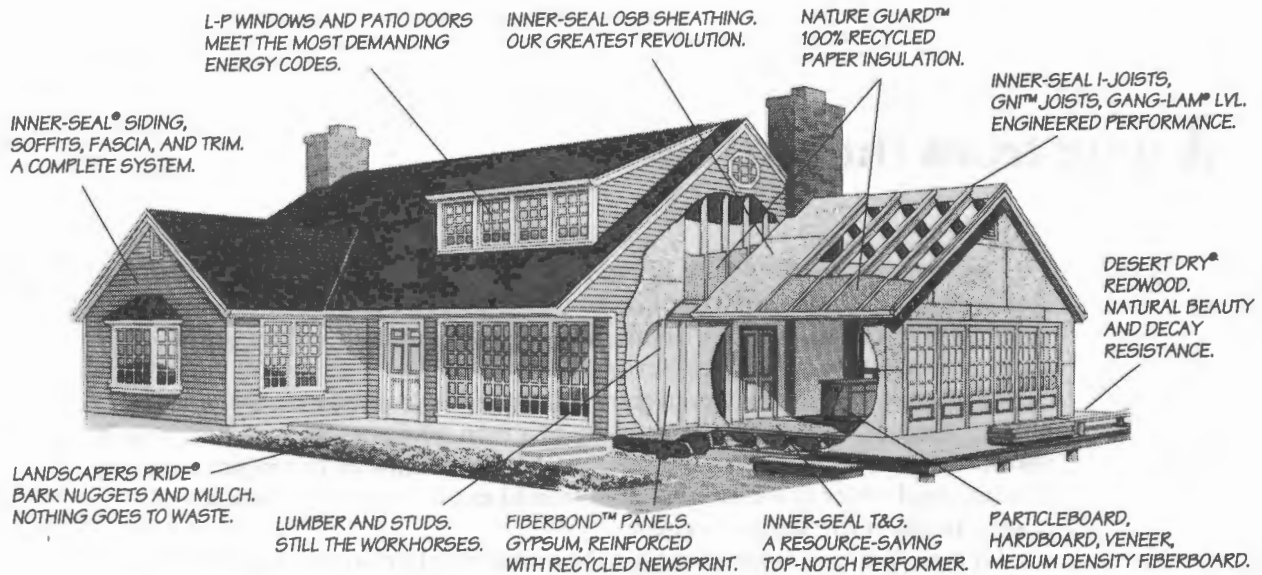 L-P WINDOWS AND PATIO DOORS
MEET THE MOST DEMANDING
ENERGY CODES.
INNER-SEAL OSB SHEATHING.
OUR GREATEST REVOLUTION.
NATURE GUARD™
100% RECYCLED
PAPER INSULATION.
INNER-SEAL I-JOISTS,
GNI™ JOISTS, GANG-LAM® LVL.
ENGINEERED PERFORMANCE.
INNER-SEAL® SIDING,
SOFFITS, FASCIA, AND TRIM.
A COMPLETE SYSTEM.
DESERT DRY®
REDWOOD.
NATURAL BEAUTY
AND DECAY
RESISTANCE.
LANDSCAPERS PRIDE®
BARK NUGGETS AND MULCH.
NOTHING GOES TO WASTE.
LUMBER AND STUDS.
STILL THE WORKHORSES.
FIBERBOND™ PANELS.
GYPSUM, REINFORCED
WITH RECYCLED NEWSPRINT.
INNER-SEAL T&G.
A RESOURCE-SAVING
TOP-NOTCH PERFORMER.
PARTICLEBOARD,
HARDBOARD, VENEER,
MEDIUM DENSITY FIBERBOARD.